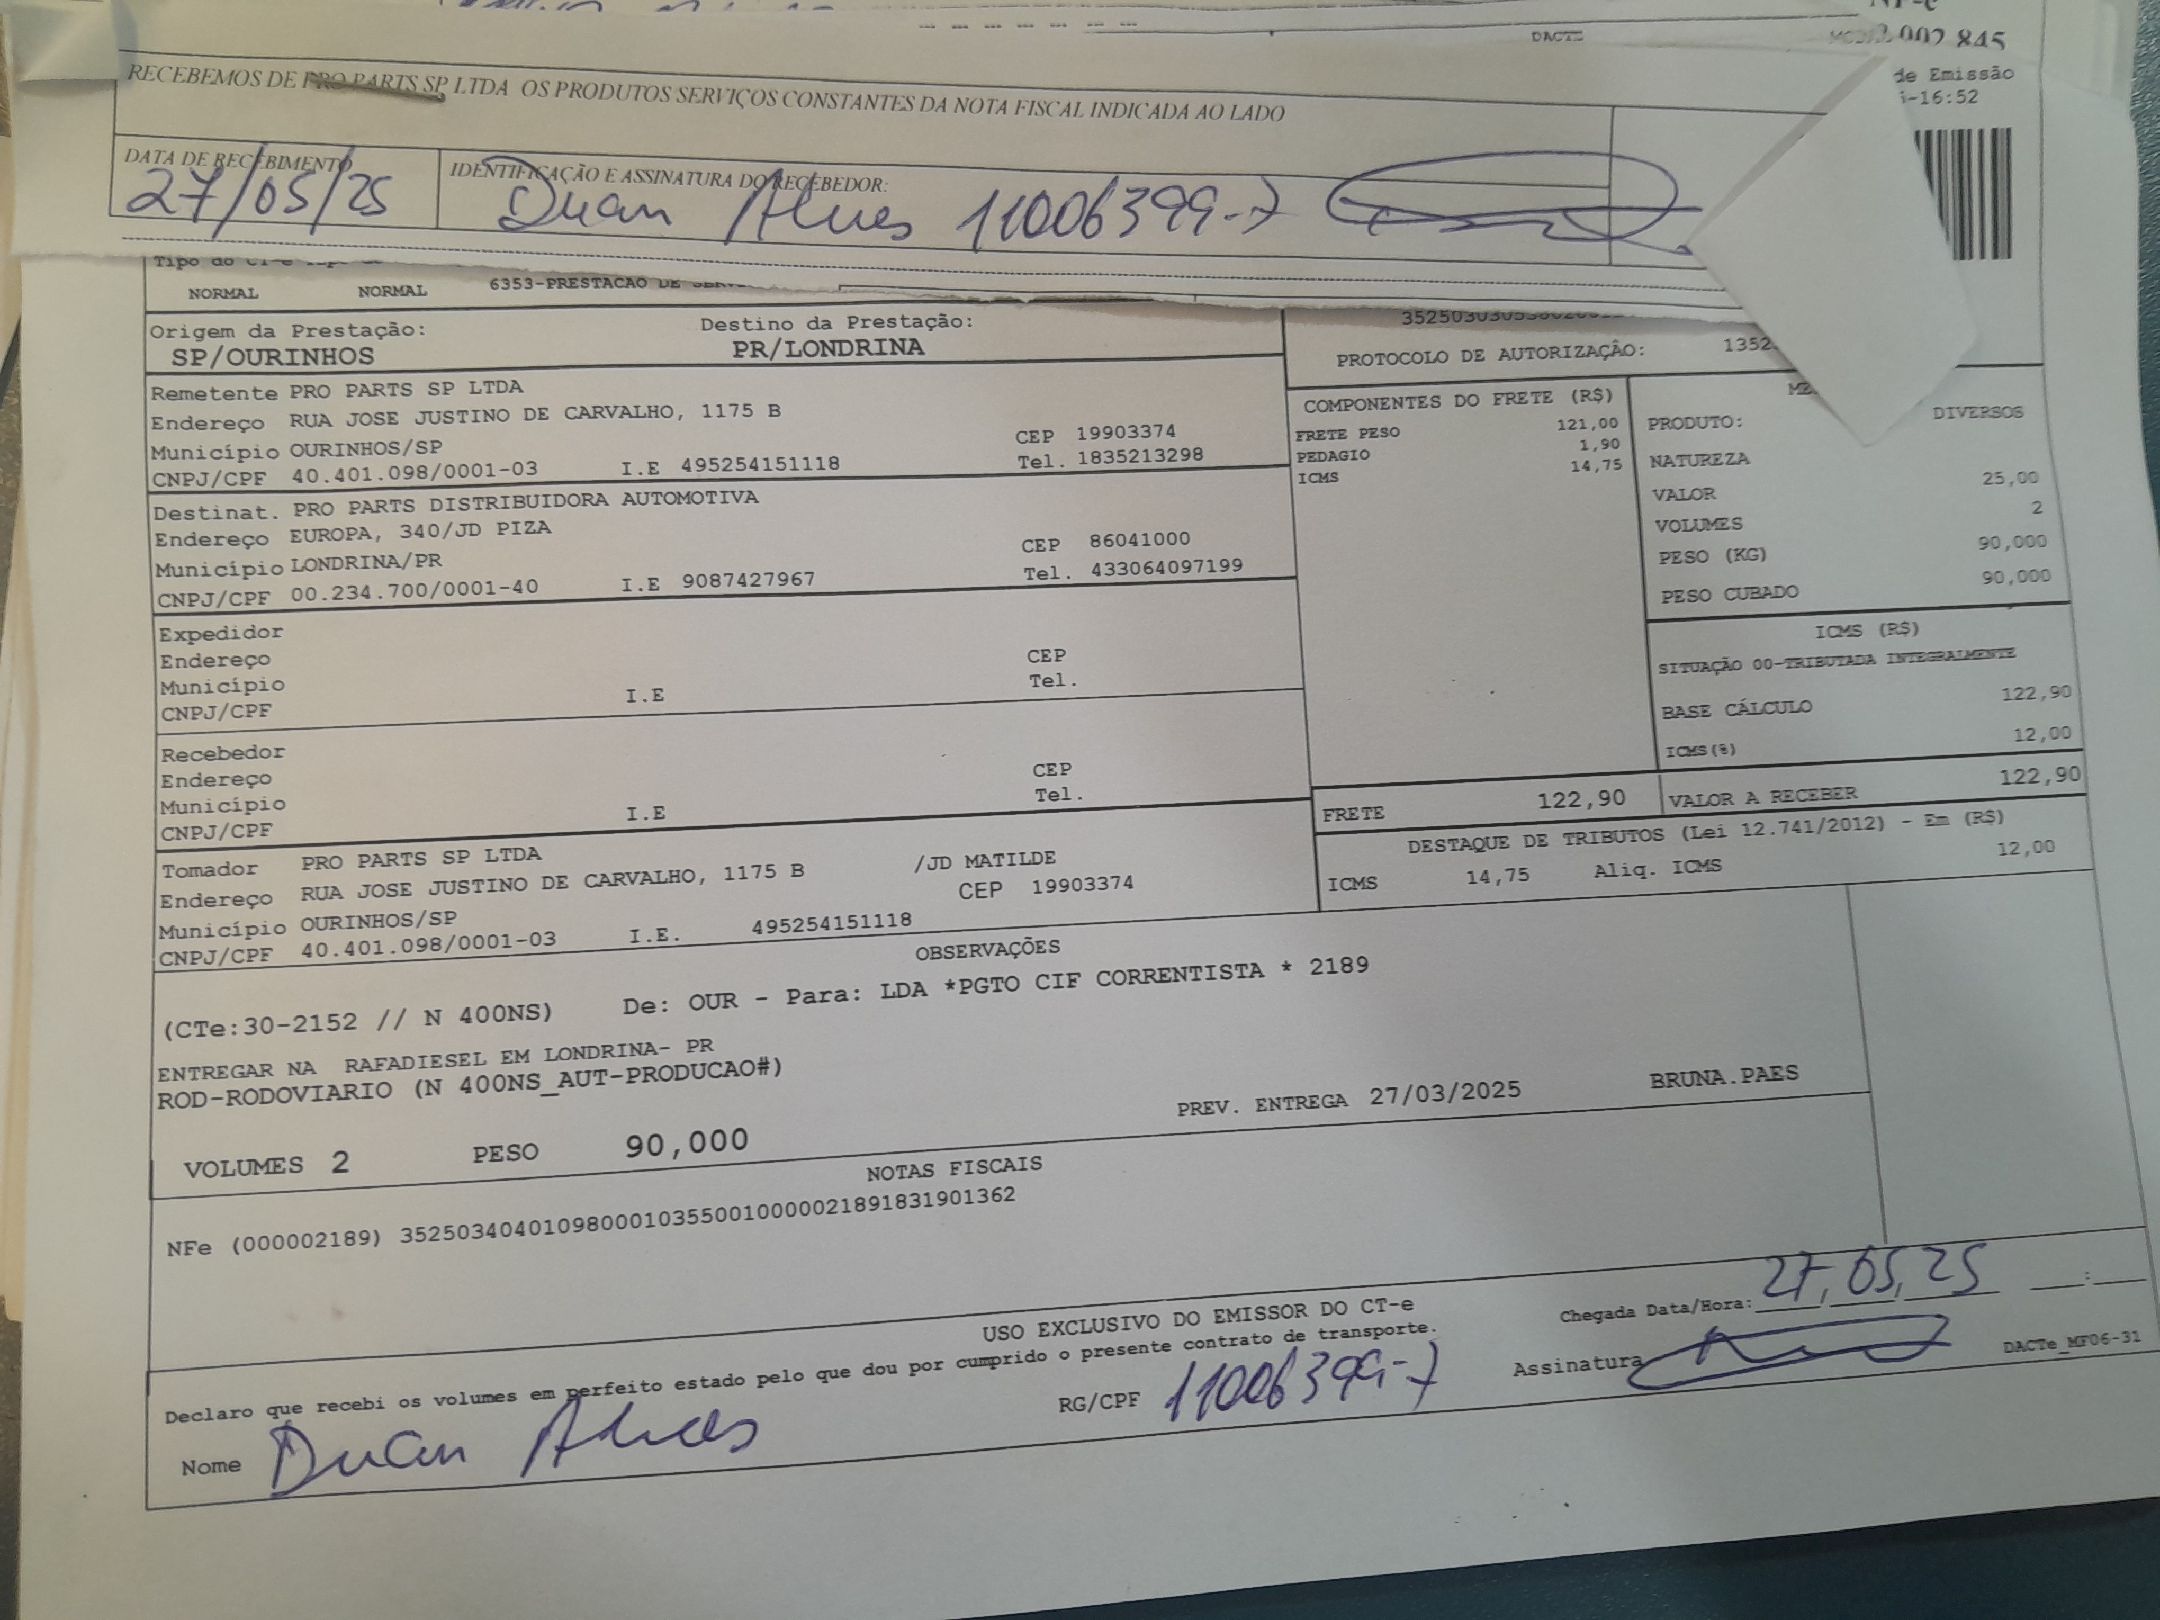 DACTE
002 845
RECEBEMOS DE PRO PARTS SP LTDA OS PRODUTOS SERVIÇOS CONSTANTES DA NOTA FISCAL INDICADA AO LADO
de Emissão
-16:52
DATA DE RECEBIMENTO
27/05/25
IDENTIFICAÇÃO E ASSINATURA DO RECEBEDOR:
Duan Alves 11006399-7
NORMAL NORMAL 6353-PRESTACAO DE
Origem da Prestação: Destino da Prestação:
SP/OURINHOS PR/LONDRINA
PROTOCOLO DE AUTORIZAÇÃO: 1352
Remetente PRO PARTS SP LTDA
Endereço RUA JOSE JUSTINO DE CARVALHO, 1175 B
Município OURINHOS/SP CEP 19903374
CNPJ/CPF 40.401.098/0001-03 I.E 495254151118 Tel. 1835213298
Destinat. PRO PARTS DISTRIBUIDORA AUTOMOTIVA
Endereço EUROPA, 340/JD PIZA
Município LONDRINA/PR CEP 86041000
CNPJ/CPF 00.234.700/0001-40 I.E 9087427967 Tel. 433064097199
Expedidor
Endereço
Município CEP
CNPJ/CPF I.E Tel.
Recebedor
Endereço
Município CEP
CNPJ/CPF I.E Tel.
Tomador PRO PARTS SP LTDA
Endereço RUA JOSE JUSTINO DE CARVALHO, 1175 B /JD MATILDE
Município OURINHOS/SP CEP 19903374
CNPJ/CPF 40.401.098/0001-03 I.E. 495254151118
COMPONENTES DO FRETE (R$)
FRETE PESO 121,00
PEDAGIO 1,90
ICMS 14,75
PRODUTO: DIVERSOS
NATUREZA
VALOR 25,00
VOLUMES 2
PESO (KG) 90,000
PESO CUBADO 90,000
ICMS (R$)
SITUAÇÃO 00-TRIBUTADA INTEGRALMENTE
BASE CÁLCULO 122,90
ICMS(%) 12,00
FRETE 122,90 VALOR A RECEBER 122,90
DESTAQUE DE TRIBUTOS (Lei 12.741/2012) - Em (R$)
ICMS 14,75 Aliq. ICMS 12,00
OBSERVAÇÕES
(CTe:30-2152 // N 400NS) De: OUR - Para: LDA *PGTO CIF CORRENTISTA * 2189
ENTREGAR NA RAFADIESEL EM LONDRINA- PR
ROD-RODOVIARIO (N 400NS_AUT-PRODUCAO#)
PREV. ENTREGA 27/03/2025 BRUNA.PAES
VOLUMES 2 PESO 90,000
NOTAS FISCAIS
NFe (000002189) 35250340401098000103550010000021891831901362
USO EXCLUSIVO DO EMISSOR DO CT-e
Declaro que recebi os volumes em perfeito estado pelo que dou por cumprido o presente contrato de transporte.
Chegada Data/Hora: 27,05,25 :
Nome Duan Alves RG/CPF 11006399-7 Assinatura
DACTe_MF06-31